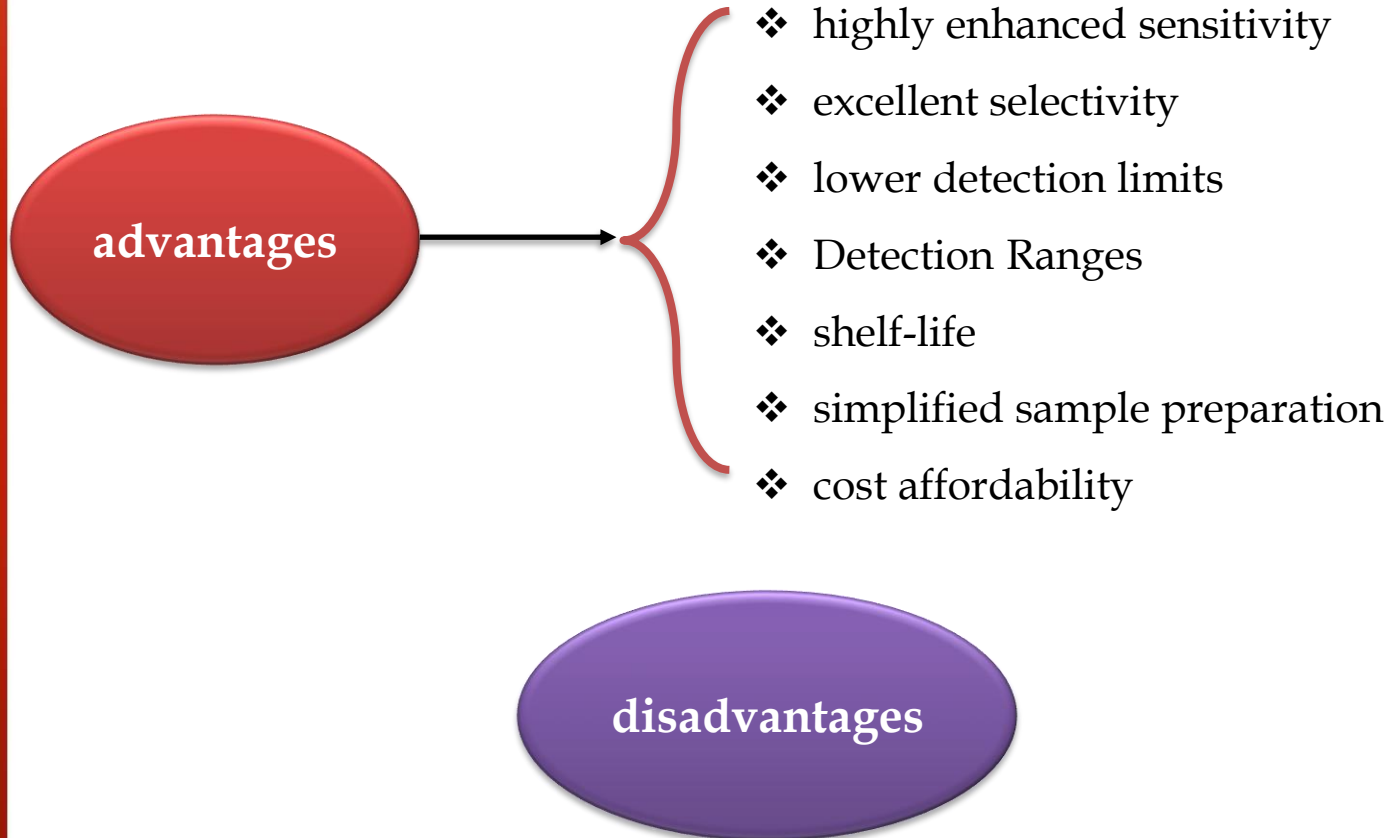 advantages
❖ highly enhanced sensitivity
❖ excellent selectivity
❖ lower detection limits
❖ Detection Ranges
❖ shelf-life
❖ simplified sample preparation
❖ cost affordability
disadvantages